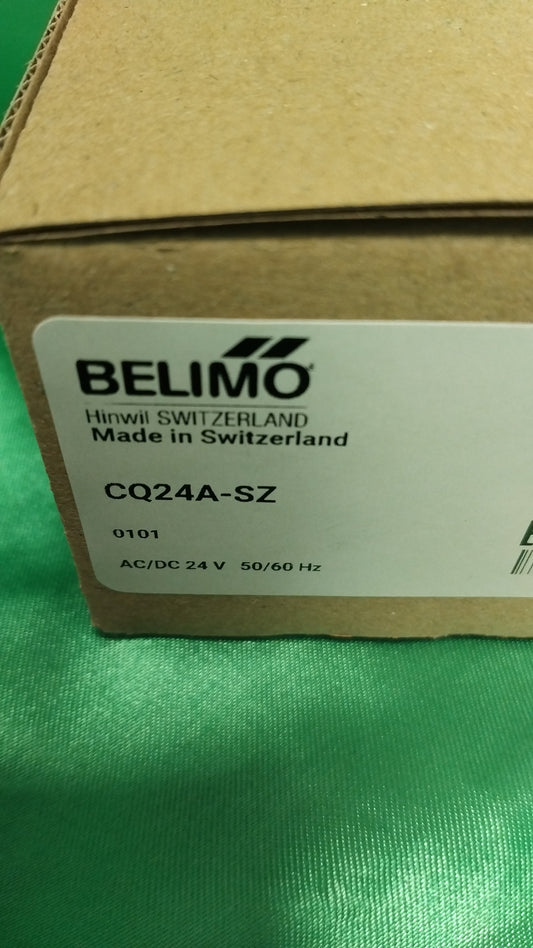 BELIMO
Hinwil SWITZERLAND
Made in Switzerland
CQ24A-SZ
0101
AC/DC 24 V 50/60 Hz